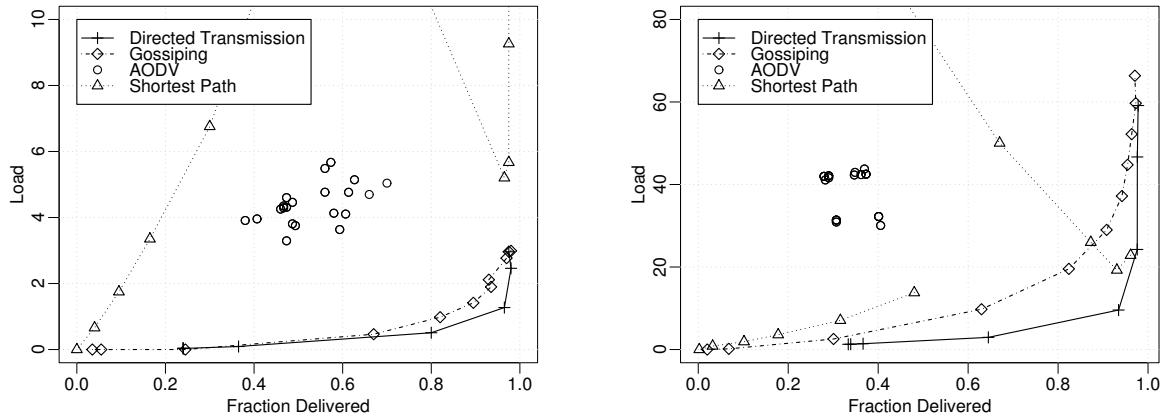 Load
10
8
6
4
2
0
Directed Transmission
Gossiping
AODV
Shortest Path
0.0 0.2 0.4 0.6 0.8 1.0
Fraction Delivered
Load
80
60
40
20
0
Directed Transmission
Gossiping
AODV
Shortest Path
0.0 0.2 0.4 0.6 0.8 1.0
Fraction Delivered